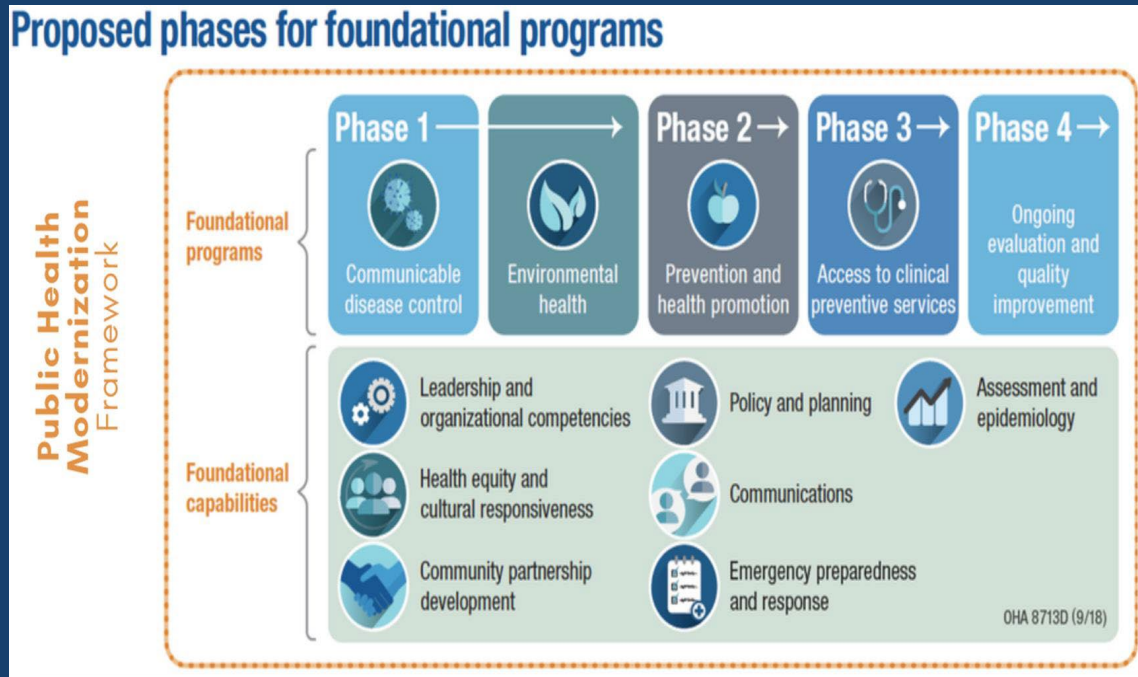 Proposed phases for foundational programs
Public Health
Modernization
Framework
Foundational
programs
Phase 1
Communicable
disease control
Environmental
health
Phase 2
Prevention and
health promotion
Phase 3
Access to clinical
preventive services
Phase 4
Ongoing
evaluation and
quality
improvement
Foundational
capabilities
Leadership and
organizational competencies
Health equity and
cultural responsiveness
Community partnership
development
Policy and planning
Communications
Emergency preparedness
and response
Assessment and
epidemiology
OHA 8713D (9/18)